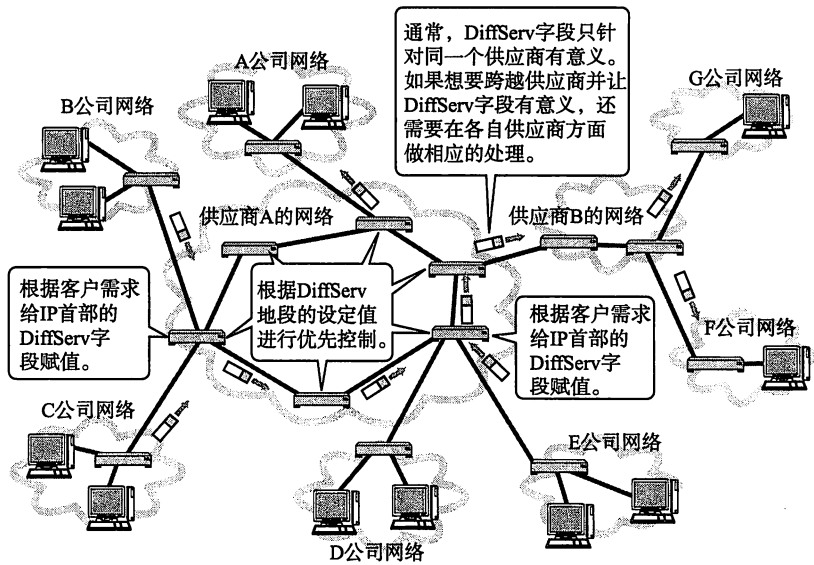 通常，DiffServ字段只针
对同一个供应商有意义。
如果想要跨越供应商并让
DiffServ字段有意义，还
需要在各自供应商方面
做相应的处理。
A公司网络
G公司网络
B公司网络
供应商A的网络
供应商B的网络
根据客户需求
给IP首部的
DiffServ字
段赋值。
根据DiffServ
地段的设定值
进行优先控制。
根据客户需求
给IP首部的
DiffServ字
段赋值。
F公司网络
C公司网络
E公司网络
D公司网络